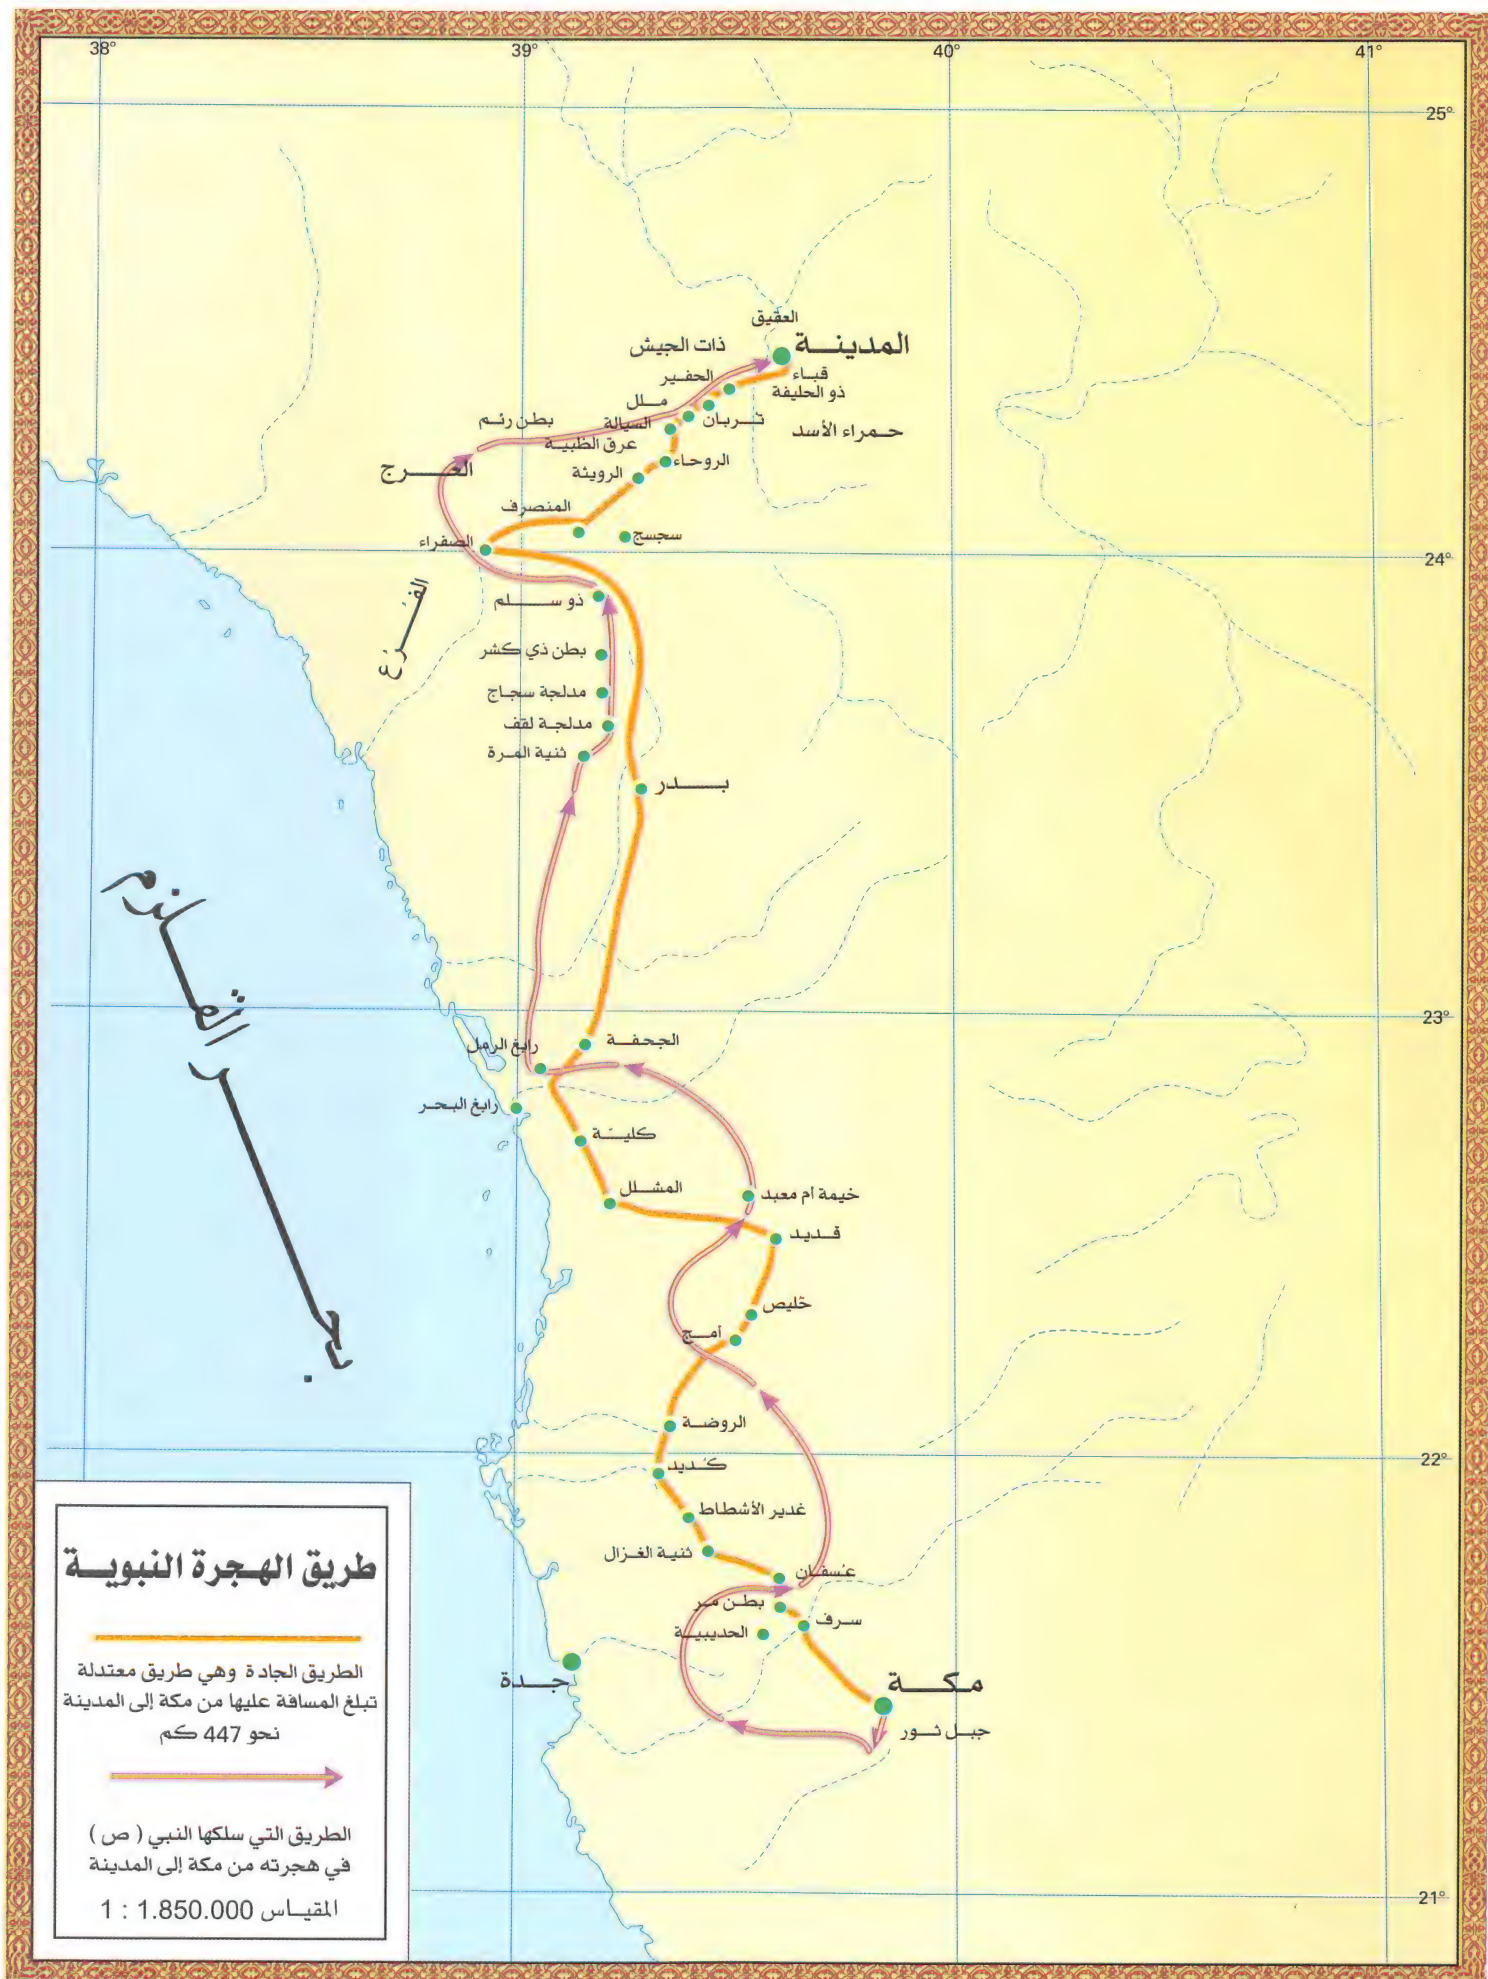 38°
39°
40°
41°
25°
24°
23°
22°
21°
العقيق
المدينــة
ذات الجيش
قباء
الحفير
ذو الحليفة
ملل
تربان
السيالة
حمراء الأسد
بطن رئم
عرق الظبية
العرج
الروحاء
الرويثة
المنصرف
سجسج
الصفراء
الفرع
ذو سلم
بطن ذي كشر
مدلجة سجاج
مدلجة لقف
ثنية المرة
بدر
بحر القلزم
الجحفة
رابغ الرمل
رابغ البحر
كلية
المشلل
خيمة أم معبد
قديد
خليص
أمج
الروضة
كديد
غدير الأشطاط
ثنية الغزال
عسفان
بطن مر
سرف
الحديبية
جدة
مكة
جبل ثور
طريق الهجرة النبوية
الطريق الجادة وهي طريق معتدلة
تبلغ المسافة عليها من مكة إلى المدينة
نحو 447 كم
الطريق التي سلكها النبي ( ص )
في هجرته من مكة إلى المدينة
المقياس 1.850.000 : 1